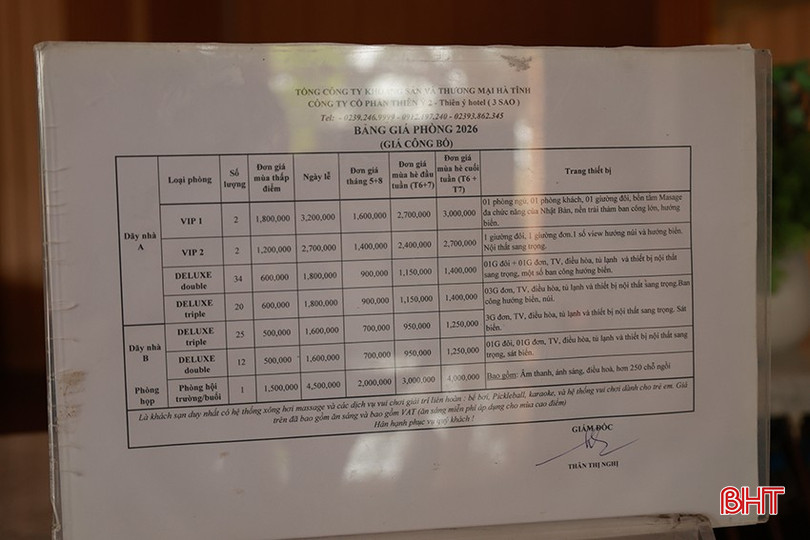 TỔNG CÔNG TY KHOÁNG SẢN VÀ THƯƠNG MẠI HÀ TĨNH
CÔNG TY CỔ PHẦN THIÊN Ý 2 - Thiên ý hotel ( 3 SAO )
Tel: - 0239.246.9999 - 0912.197.240 - 02393.862.345
BẢNG GIÁ PHÒNG 2026
(GIÁ CÔNG BỐ)
Loại phòng Số lượng Đơn giá mùa thấp điểm Ngày lễ Đơn giá tháng 5+8 Đơn giá mùa hè đầu tuần (T6+7) Đơn giá mùa hè cuối tuần (T6 + T7) Trang thiết bị
Dãy nhà A
VIP 1 2 1,800,000 3,200,000 1,600,000 2,700,000 3,000,000
01 phòng ngủ, 01 phòng khách, 01 giường đôi, bồn tắm Masage
đa chức năng của Nhật Bản, nền trải thảm ban công lớn, hướng
biển.
VIP 2 2 1,200,000 2,700,000 1,400,000 2,400,000 2,700,000
1 giường đôi, 1 giường đơn.1 số view hướng núi và hướng biển.
Nội thất sang trọng.
DELUXE double 34 600,000 1,800,000 900,000 1,150,000 1,400,000
01G đôi + 01G đơn, TV, điều hòa, tủ lạnh và thiết bị nội thất
sang trọng, một số ban công hướng biển.
DELUXE triple 20 600,000 1,800,000 900,000 1,150,000 1,400,000
03G đơn, TV, điều hòa, tủ lạnh và thiết bị nội thất sang trọng.Ban
công hướng biển, núi.
Dãy nhà B
DELUXE triple 25 500,000 1,600,000 700,000 950,000 1,250,000
3G đơn, TV, điều hòa, tủ lạnh và thiết bị nội thất sang trọng. Sát
biển.
DELUXE double 12 500,000 1,600,000 700,000 950,000 1,250,000
01G đôi, 01G đơn, TV, điều hòa, tủ lạnh và thiết bị nội thất sang
trọng, sát biển.
Phòng họp
Phòng hội trường/buổi 1 1,500,000 4,500,000 2,000,000 3,000,000 4,000,000
Bao gồm: Âm thanh, ánh sáng, điều hoà, hơn 250 chỗ ngồi
Là khách sạn duy nhất có hệ thống xông hơi massage và các dịch vụ vui chơi giải trí liên hoàn : bể bơi, Pickleball, karaoke, và hệ thống vui chơi dành cho trẻ em. Giá
trên đã bao gồm ăn sáng và bao gồm VAT (ăn sáng miễn phí áp dụng cho mùa cao điểm)
Hân hạnh phục vụ quý khách !
GIÁM ĐỐC
THÂN THỊ NGHỊ
BHT